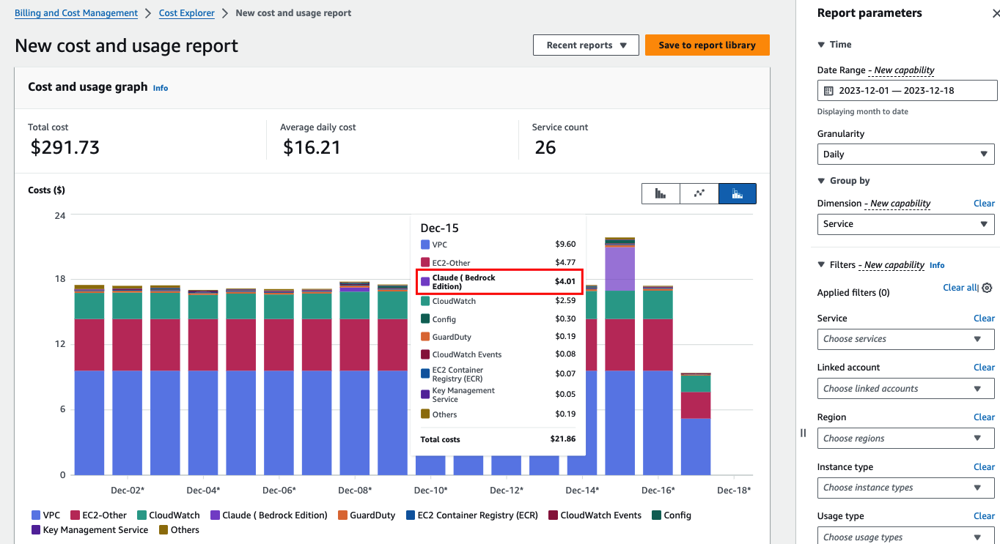 Billing and Cost Management > Cost Explorer > New cost and usage report
New cost and usage report
Recent reports
Save to report library
Cost and usage graph Info
Total cost
$291.73
Average daily cost
$16.21
Service count
26
Costs ($)
24
18
12
6
0
Dec-15
VPC $9.60
EC2-Other $4.77
Claude ( Bedrock
Edition) $4.01
CloudWatch $2.59
Config $0.30
GuardDuty $0.19
CloudWatch Events $0.08
EC2 Container
Registry (ECR) $0.07
Key Management
Service $0.05
Others $0.19
Total costs $21.86
Dec-02* Dec-04* Dec-06* Dec-08* Dec-10* Dec-12* Dec-14* Dec-16* Dec-18*
VPC EC2-Other CloudWatch Claude ( Bedrock Edition) GuardDuty EC2 Container Registry (ECR) CloudWatch Events Config
Key Management Service Others
Report parameters
Time
Date Range - New capability
2023-12-01 — 2023-12-18
Displaying month to date
Granularity
Daily
Group by
Dimension - New capability Clear
Service
Filters - New capability Info
Applied filters (0) Clear all|
Service Clear
Choose services
Linked account Clear
Choose linked accounts
Region Clear
Choose regions
Instance type Clear
Choose instance types
Usage type Clear
Choose usage types